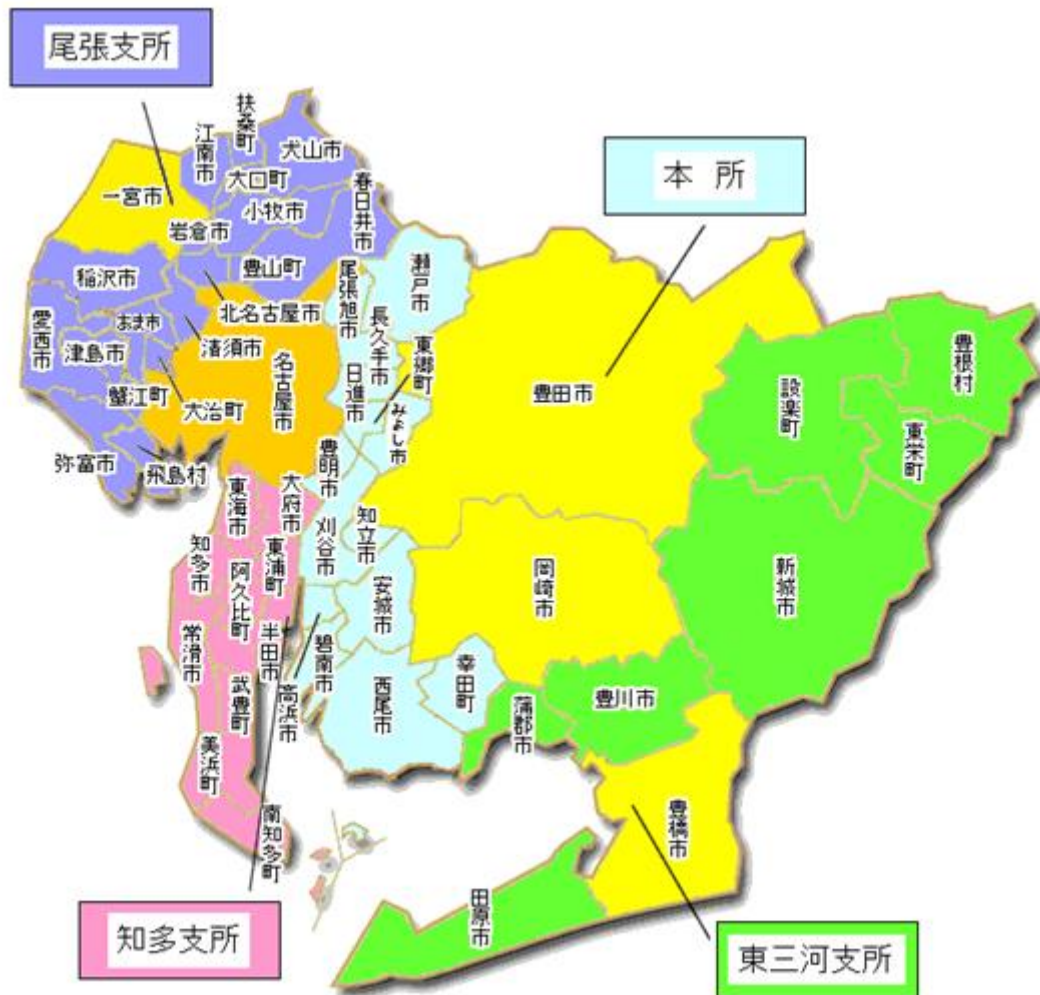 尾張支所
本所
扶桑町
江南市
犬山市
大口町
一宮市
春日井市
小牧市
岩倉市
豊山町
稲沢市
瀬戸市
尾張旭市
北名古屋市
長久手市
愛西市
あま市
清須市
東郷町
津島市
名古屋市
日進市
豊田市
設楽町
豊根村
蟹江町
大治町
みよし市
東栄町
弥富市
飛島村
豊明市
大府市
東海市
知立市
刈谷市
知多市
東浦町
阿久比町
岡崎市
新城市
安城市
常滑市
半田市
碧南市
幸田町
高浜市
西尾市
武豊町
蒲郡市
豊川市
美浜町
南知多町
豊橋市
田原市
知多支所
東三河支所